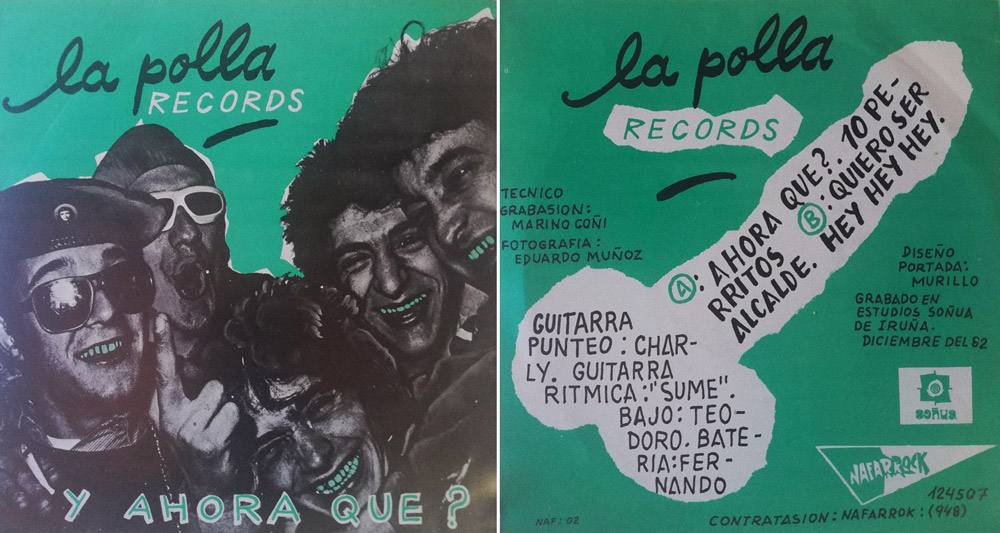 la polla
RECORDS
Y AHORA QUE?
la polla
RECORDS
TECNICO
GRABASION:
MARINO GOÑI
FOTOGRAFIA:
EDUARDO MUÑOZ
A: AHORA QUE?. 10 PE-
RRITOS B: QUIERO SER
ALCALDE. HEY HEY HEY.
GUITARRA
PUNTEO: CHAR-
LY. GUITARRA
RITMICA: "SUME".
BAJO: TEO-
DORO. BATE-
RIA: FER-
NANDO
DISEÑO
PORTADA:
MURILLO
GRABADO EN
ESTUDIOS SOÑUA
DE IRUÑA.
DICIEMBRE DEL 82
soñua
NAFARROCK
124507
NAF: 02
CONTRATASION: NAFARROK: (948)